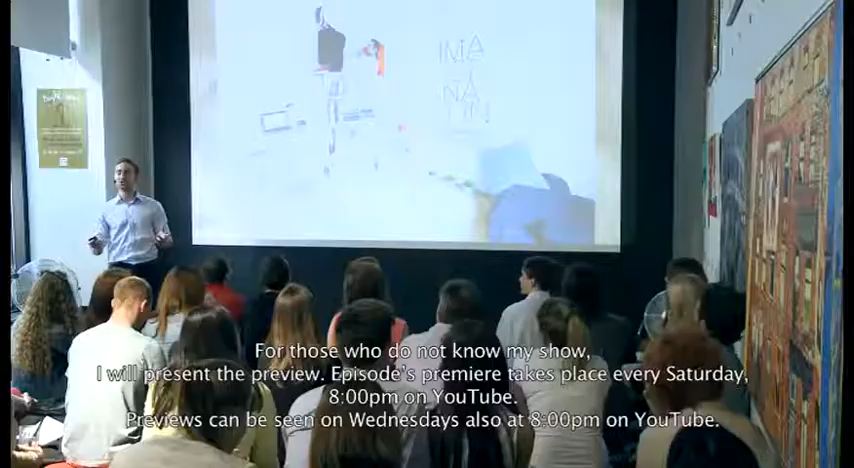 For those who do not know my show,
I will present the preview. Episode's premiere takes place every Saturday,
8:00pm on YouTube.
Previews can be seen on Wednesdays also at 8:00pm on YouTube.